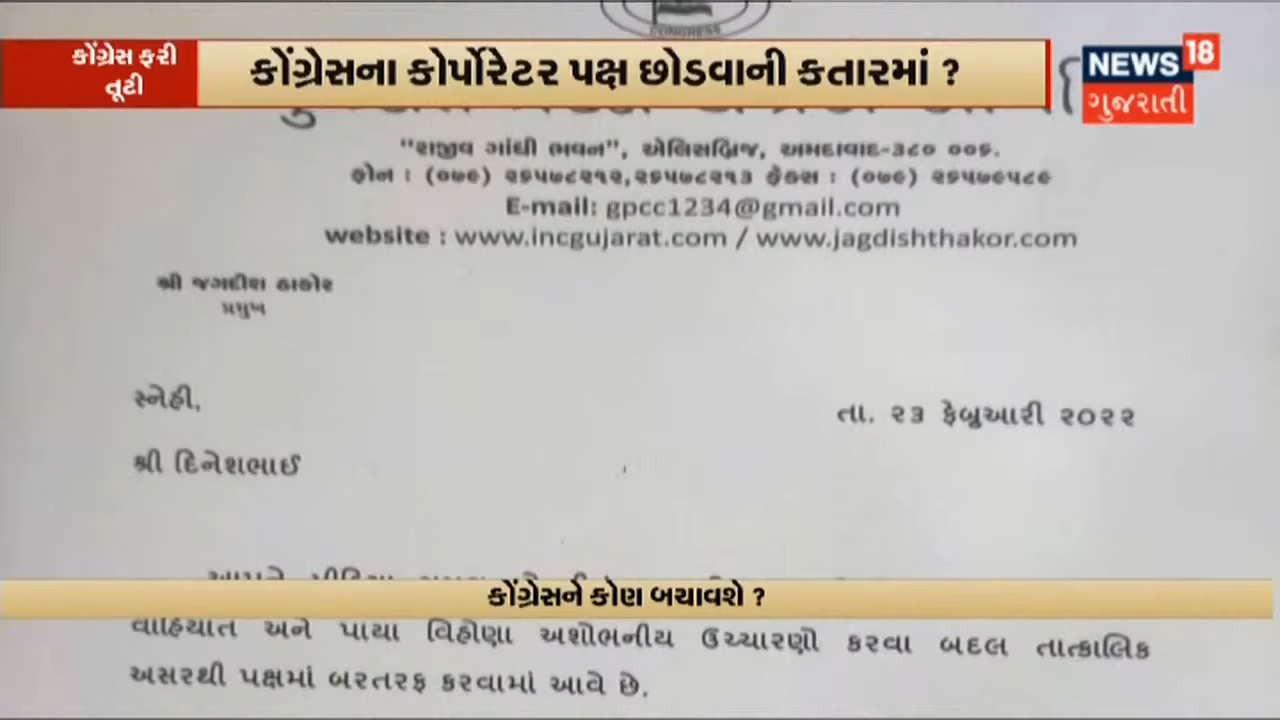 CONGRESS
કોંગ્રેસ ફરી
તૂટી
કોંગ્રેસના કોર્પોરેટર પક્ષ છોડવાની કતારમાં ?
NEWS 18
ગુજરાતી
"રાજીવ ગાંધી ભવન", એલિસબ્રિજ, અમદાવાદ-૩૮૦ ૦૦૬.
ફોન : (૦૭૯) ૨૬૫૭૮૨૧૨,૨૬૫૭૮૨૧૩ ફેક્સ : (૦૭૯) ૨૬૫૭૬૫૮૬
E-mail: gpcc1234@gmail.com
website : www.incgujarat.com / www.jagdishthakor.com
શ્રી જગદીશ ઠાકોર
પ્રમુખ
સ્નેહી,
તા. ૨૩ ફેબ્રુઆરી ૨૦૨૨
શ્રી દિનેશભાઈ
કોંગ્રેસને કોણ બચાવશે ?
વાહિયાત અને પાયા વિહોણા અશોભનીય ઉચ્ચારણો કરવા બદલ તાત્કાલિક
અસરથી પક્ષમાં બરતરફ કરવામાં આવે છે.